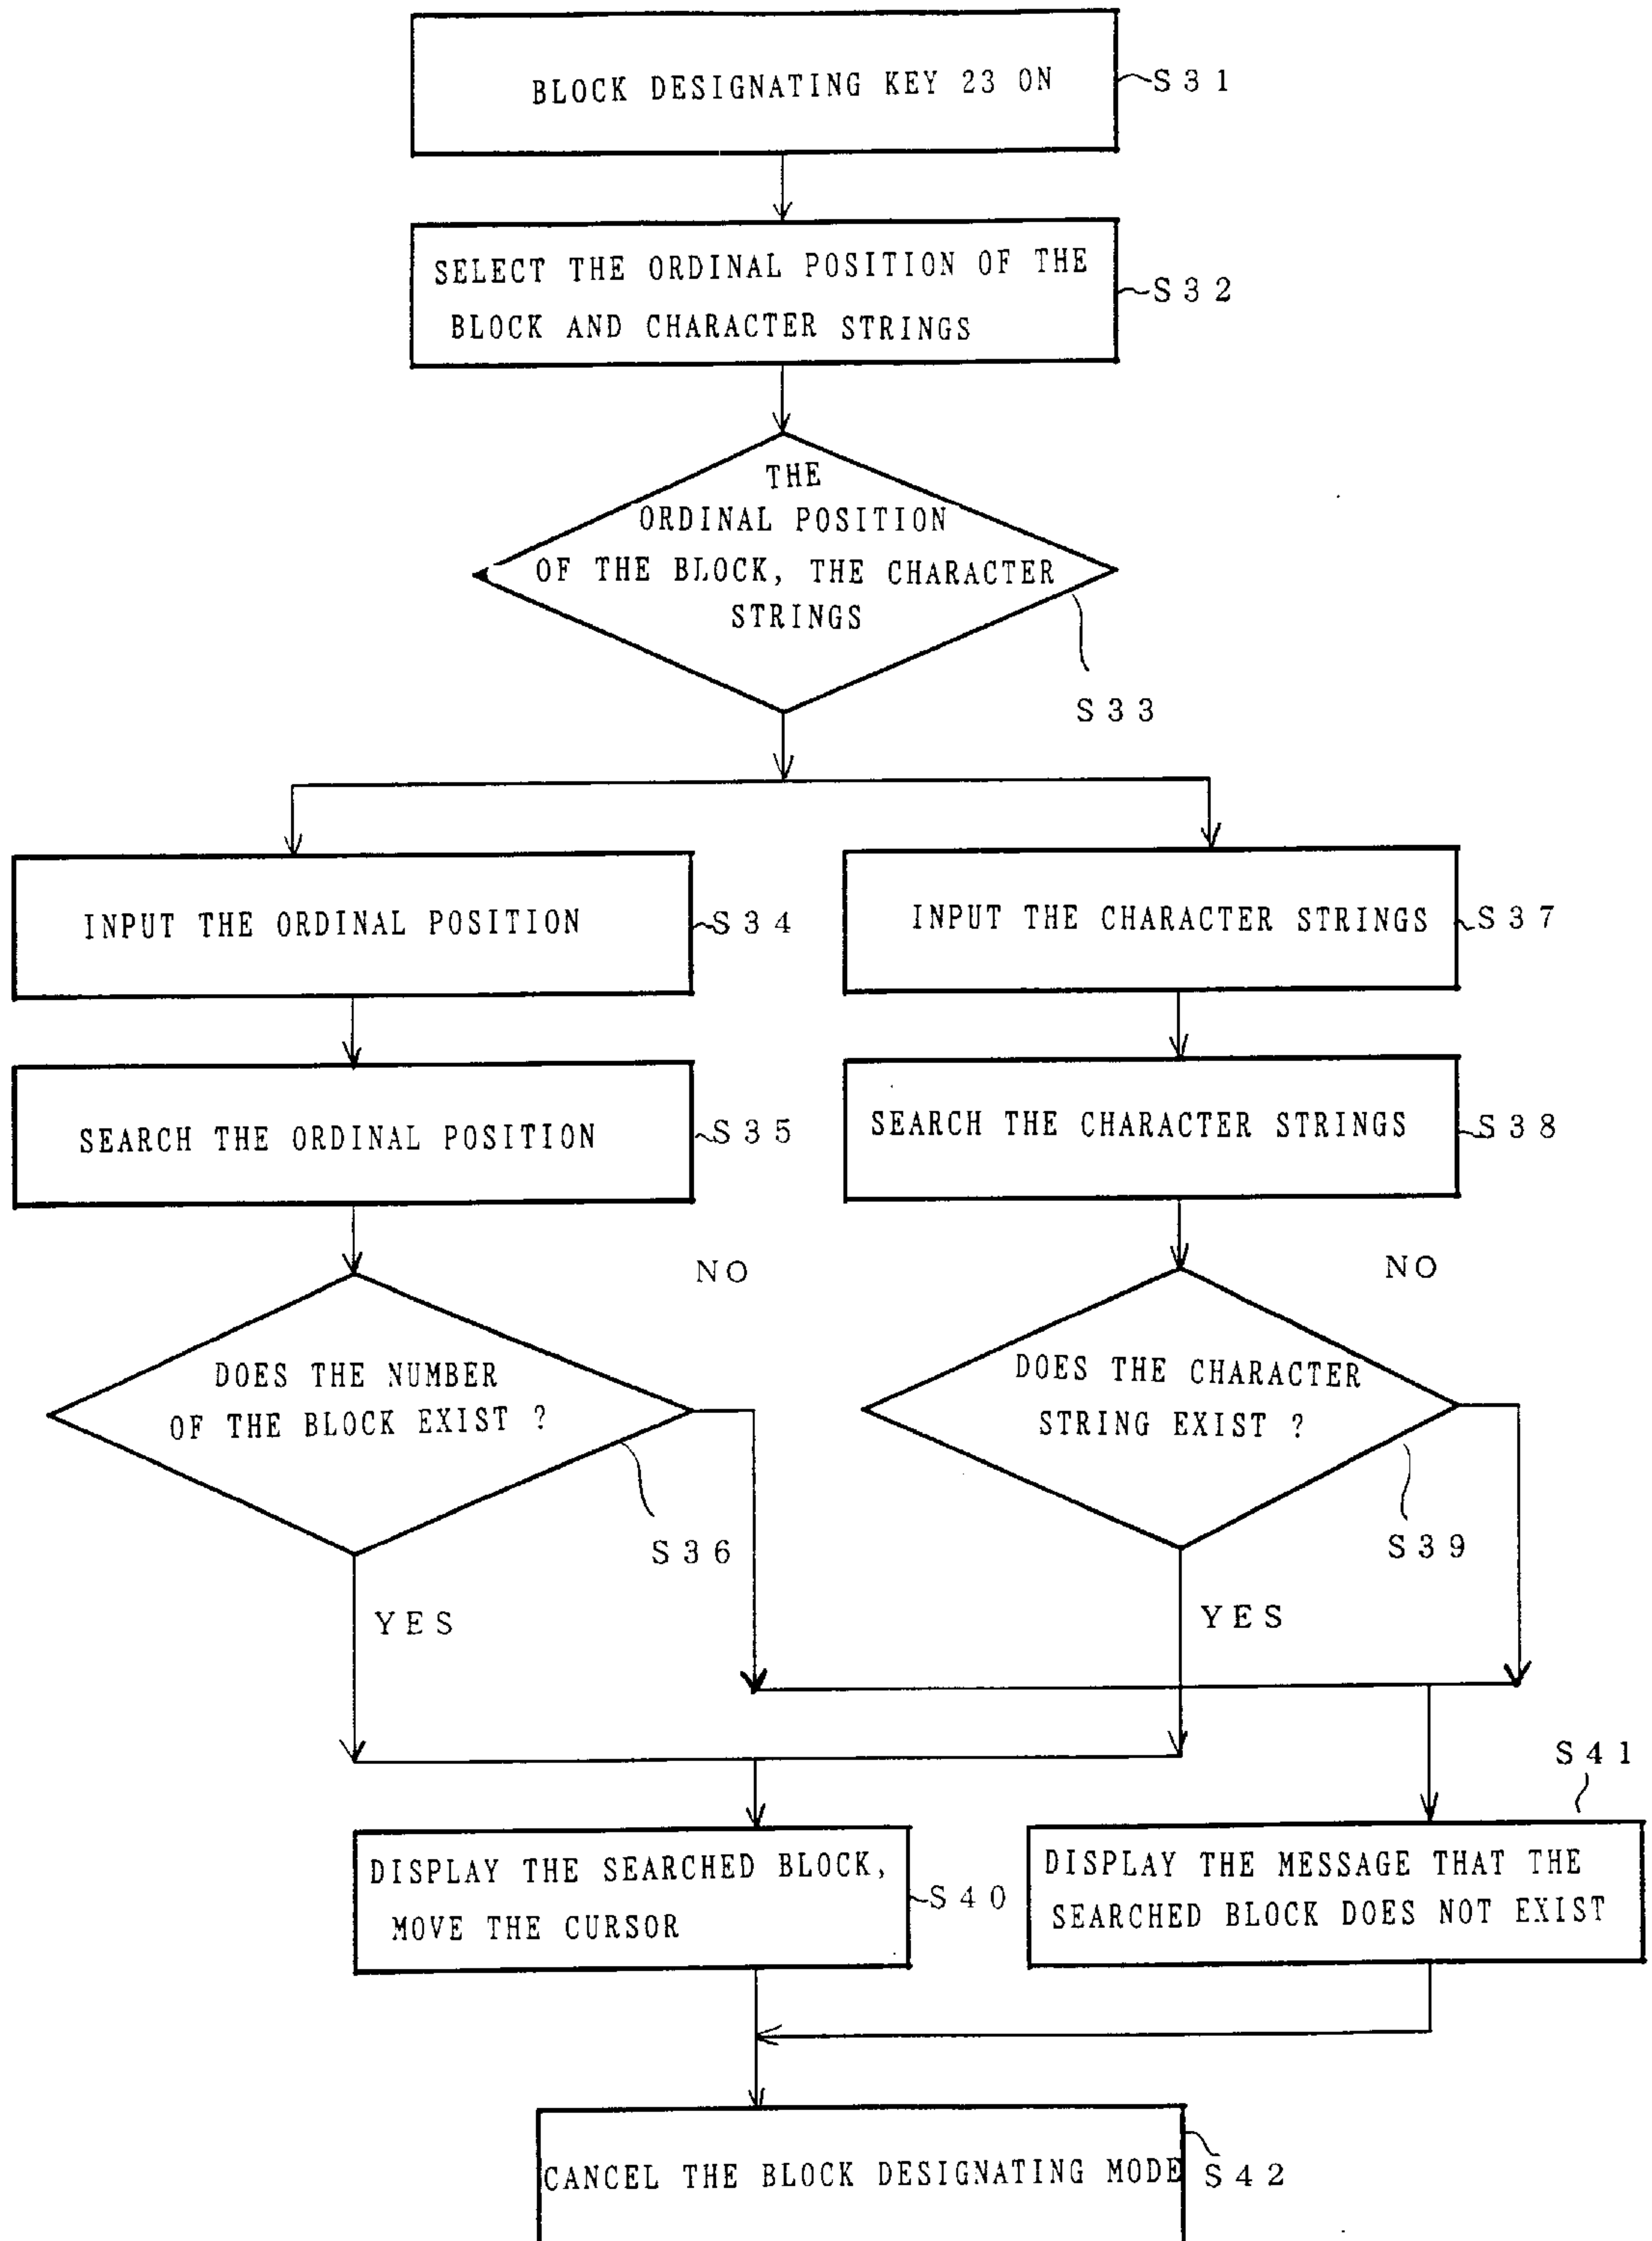 BLOCK DESIGNATING KEY 23 ON
S31
SELECT THE ORDINAL POSITION OF THE
BLOCK AND CHARACTER STRINGS
S32
THE
ORDINAL POSITION
OF THE BLOCK, THE CHARACTER
STRINGS
S33
INPUT THE ORDINAL POSITION
S34
INPUT THE CHARACTER STRINGS
S37
SEARCH THE ORDINAL POSITION
S35
SEARCH THE CHARACTER STRINGS
S38
NO
NO
DOES THE NUMBER
OF THE BLOCK EXIST ?
S36
DOES THE CHARACTER
STRING EXIST ?
S39
YES
YES
S41
DISPLAY THE SEARCHED BLOCK,
MOVE THE CURSOR
S40
DISPLAY THE MESSAGE THAT THE
SEARCHED BLOCK DOES NOT EXIST
CANCEL THE BLOCK DESIGNATING MODE
S42